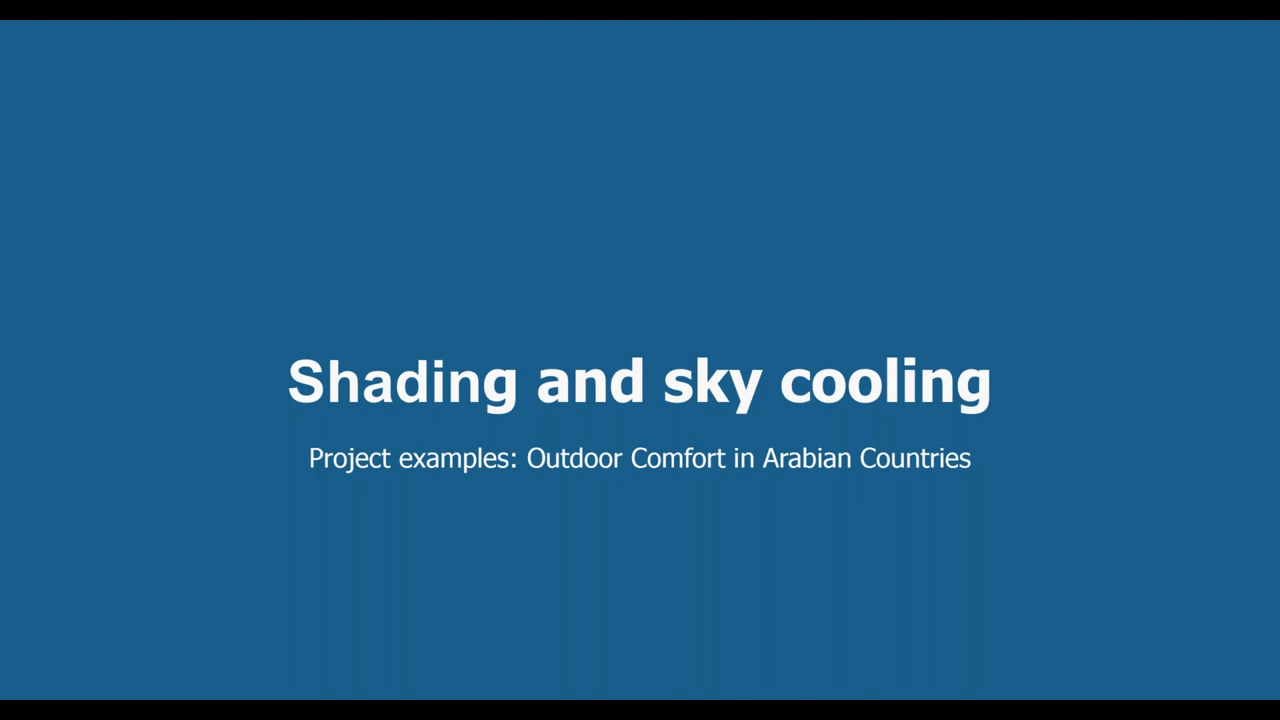 Shading and sky cooling
Project examples: Outdoor Comfort in Arabian Countries